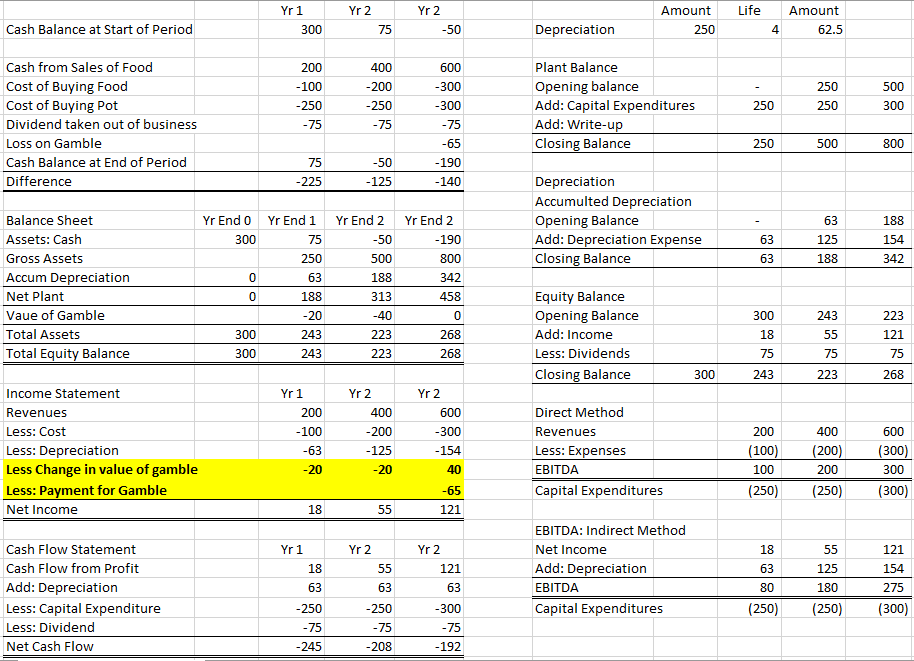 Yr 1 Yr 2 Yr 2
Cash Balance at Start of Period 300 75 -50
Cash from Sales of Food 200 400 600
Cost of Buying Food -100 -200 -300
Cost of Buying Pot -250 -250 -300
Dividend taken out of business -75 -75 -75
Loss on Gamble -65
Cash Balance at End of Period 75 -50 -190
Difference -225 -125 -140
Balance Sheet Yr End 0 Yr End 1 Yr End 2 Yr End 2
Assets: Cash 300 75 -50 -190
Gross Assets 250 500 800
Accum Depreciation 0 63 188 342
Net Plant 0 188 313 458
Vaue of Gamble -20 -40 0
Total Assets 300 243 223 268
Total Equity Balance 300 243 223 268
Income Statement Yr 1 Yr 2 Yr 2
Revenues 200 400 600
Less: Cost -100 -200 -300
Less: Depreciation -63 -125 -154
Less Change in value of gamble -20 -20 40
Less: Payment for Gamble -65
Net Income 18 55 121
Cash Flow Statement Yr 1 Yr 2 Yr 2
Cash Flow from Profit 18 55 121
Add: Depreciation 63 63 63
Less: Capital Expenditure -250 -250 -300
Less: Dividend -75 -75 -75
Net Cash Flow -245 -208 -192
Amount Life Amount
Depreciation 250 4 62.5
Plant Balance
Opening balance - 250 500
Add: Capital Expenditures 250 250 300
Add: Write-up
Closing Balance 250 500 800
Depreciation
Accumulted Depreciation
Opening Balance - 63 188
Add: Depreciation Expense 63 125 154
Closing Balance 63 188 342
Equity Balance
Opening Balance 300 243 223
Add: Income 18 55 121
Less: Dividends 75 75 75
Closing Balance 300 243 223 268
Direct Method
Revenues 200 400 600
Less: Expenses (100) (200) (300)
EBITDA 100 200 300
Capital Expenditures (250) (250) (300)
EBITDA: Indirect Method
Net Income 18 55 121
Add: Depreciation 63 125 154
EBITDA 80 180 275
Capital Expenditures (250) (250) (300)